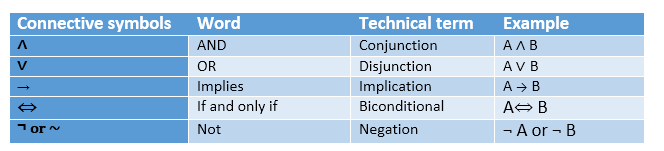 Connective symbols Word Technical term Example
∧ AND Conjunction A ∧ B
∨ OR Disjunction A ∨ B
→ Implies Implication A → B
⇔ If and only if Biconditional A⇔ B
¬ or ~ Not Negation ¬ A or ¬ B